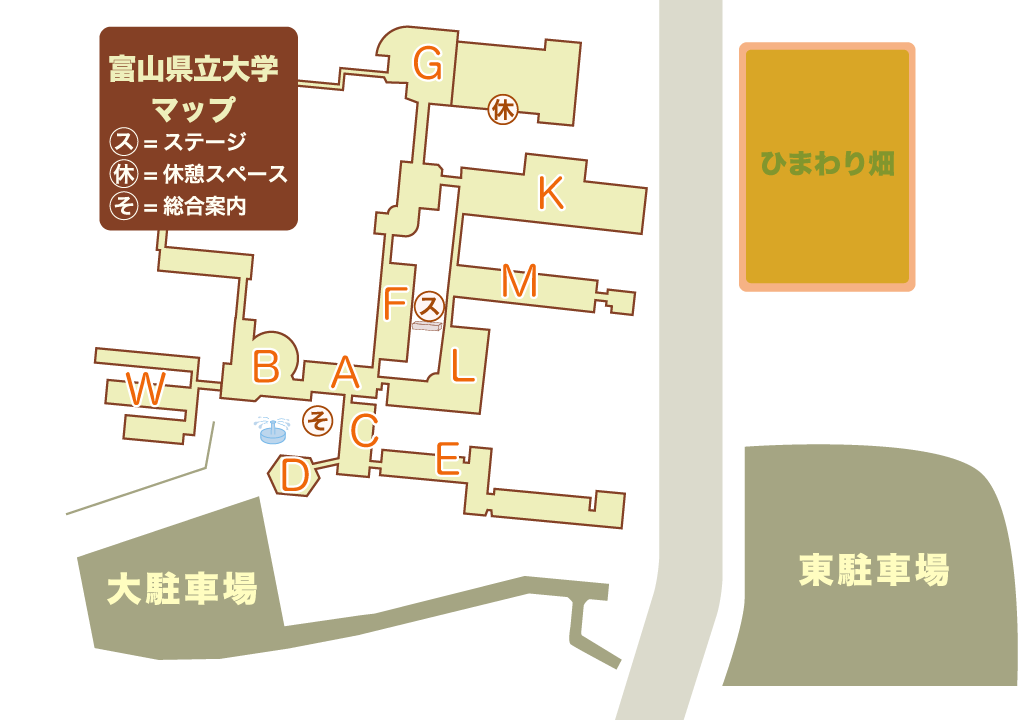 富山県立大学
マップ
ス = ステージ
休 = 休憩スペース
そ = 総合案内
G
休
K
ひまわり畑
M
F
ス
B
A
L
W
そ
C
E
D
大駐車場
東駐車場